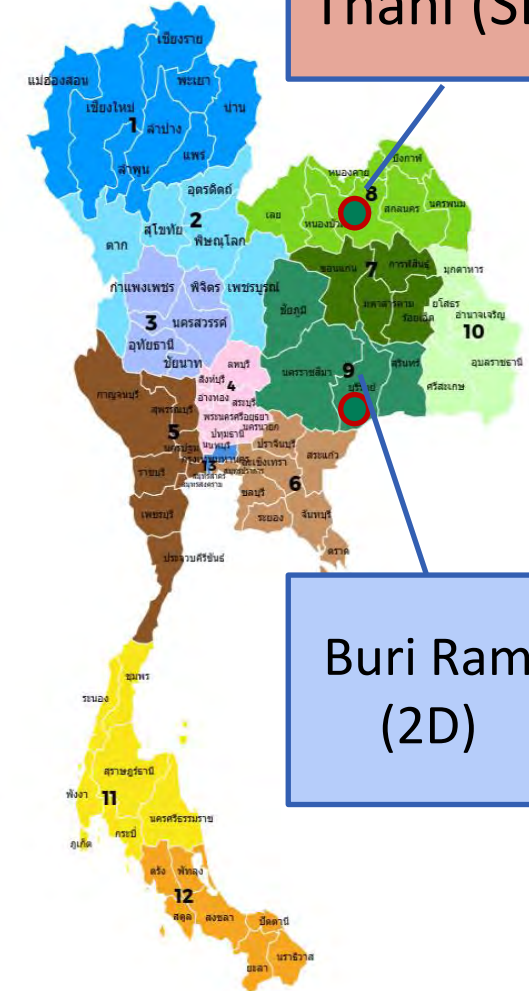 Thani (S
เชียงราย
แม่ฮ่องสอน
พะเยา
เชียงใหม่
น่าน
1
ลำปาง
แพร่
ลำพูน
อุตรดิตถ์
สุโขทัย
2
ตาก
พิษณุโลก
กำแพงเพชร
พิจิตร
เพชรบูรณ์
3
นครสวรรค์
อุทัยธานี
ชัยนาท
บึงกาฬ
หนองคาย
8
เลย
สกลนคร
นครพนม
ขอนแก่น
7
กาฬสินธุ์
มุกดาหาร
มหาสารคาม
ร้อยเอ็ด
ยโสธร
อำนาจเจริญ
10
อุบลราชธานี
ศรีสะเกษ
ชัยภูมิ
นครราชสีมา
9
สุรินทร์
ลพบุรี
สิงห์บุรี
4
อ่างทอง
สระบุรี
พระนครศรีอยุธยา
นครนายก
ปทุมธานี
กาญจนบุรี
สุพรรณบุรี
5
นครปฐม
นนทบุรี
13
ราชบุรี
เพชรบุรี
ประจวบคีรีขันธ์
ปราจีนบุรี
สระแก้ว
ฉะเชิงเทรา
6
ชลบุรี
ระยอง
จันทบุรี
ตราด
Buri Ram
(2D)
ชุมพร
ระนอง
สุราษฎร์ธานี
พังงา
11
นครศรีธรรมราช
กระบี่
ภูเก็ต
ตรัง
พัทลุง
12
สตูล
สงขลา
ปัตตานี
ยะลา
นราธิวาส